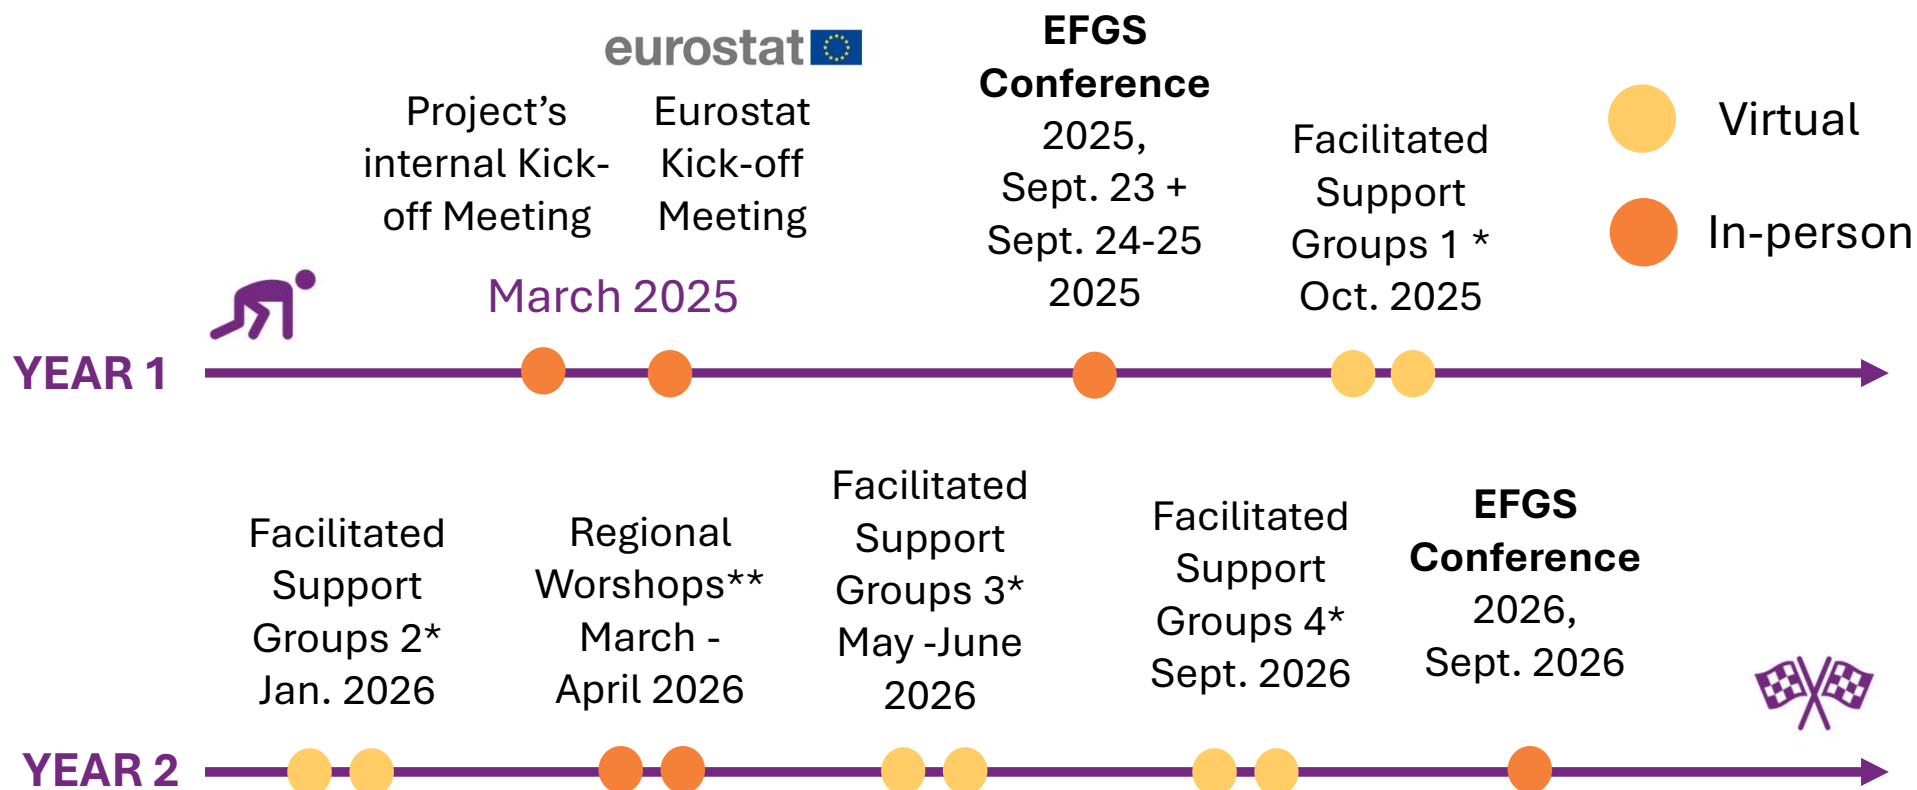 eurostat
Project's
internal Kick-
off Meeting
Eurostat
Kick-off
Meeting
March 2025
EFGS
Conference
2025,
Sept. 23 +
Sept. 24-25
2025
Facilitated
Support
Groups 1 *
Oct. 2025
Virtual
In-person
YEAR 1
Facilitated
Support
Groups 2*
Jan. 2026
Regional
Worshops**
March -
April 2026
Facilitated
Support
Groups 3*
May -June
2026
Facilitated
Support
Groups 4*
Sept. 2026
EFGS
Conference
2026,
Sept. 2026
YEAR 2